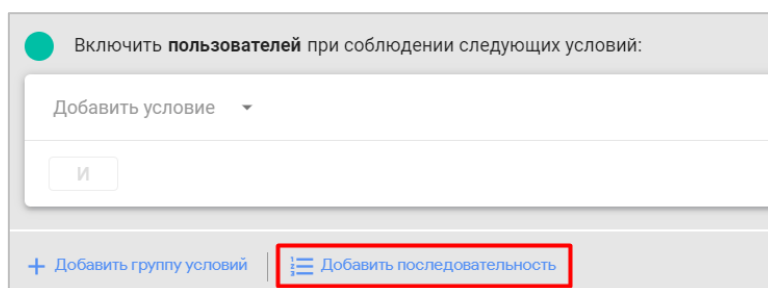 Включить пользователей при соблюдении следующих условий:
Добавить условие
И
Добавить группу условий
Добавить последовательность